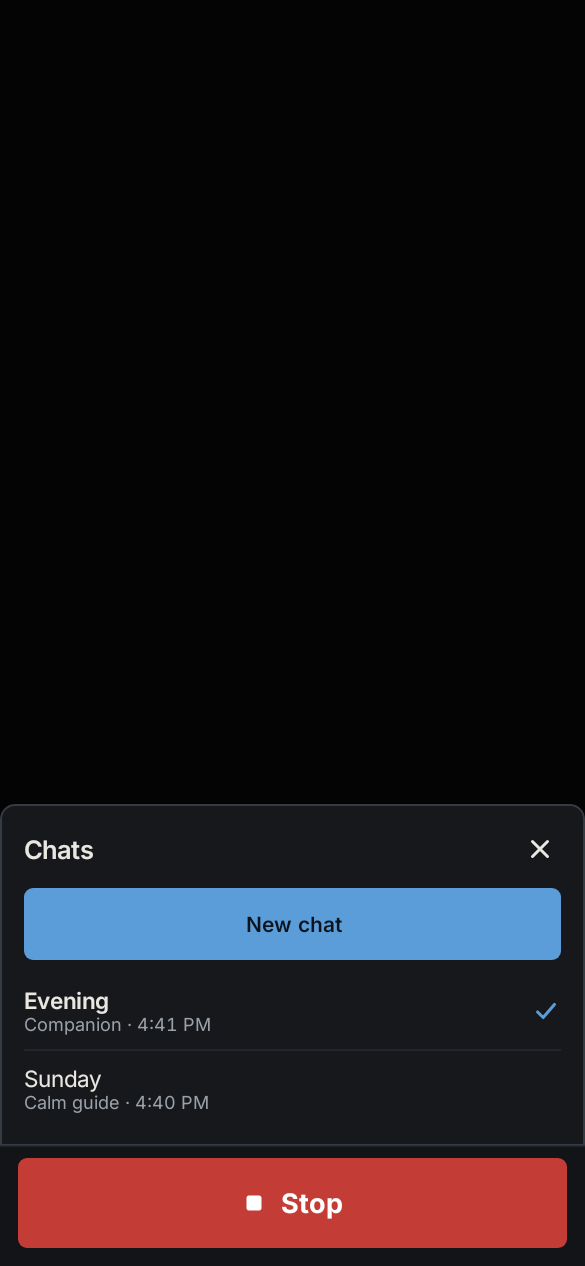 Chats
New chat
Evening
Companion · 4:41 PM
Sunday
Calm guide · 4:40 PM
Stop